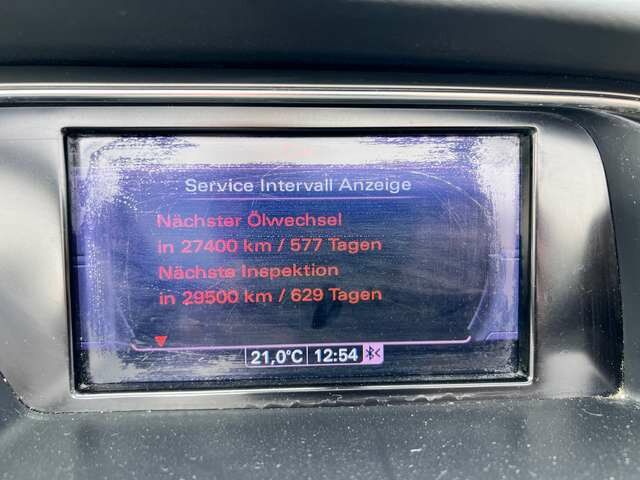 Service Intervall Anzeige
Nächster Ölwechsel
in 27400 km / 577 Tagen
Nächste Inspektion
in 29500 km / 629 Tagen
21,0°C 12:54